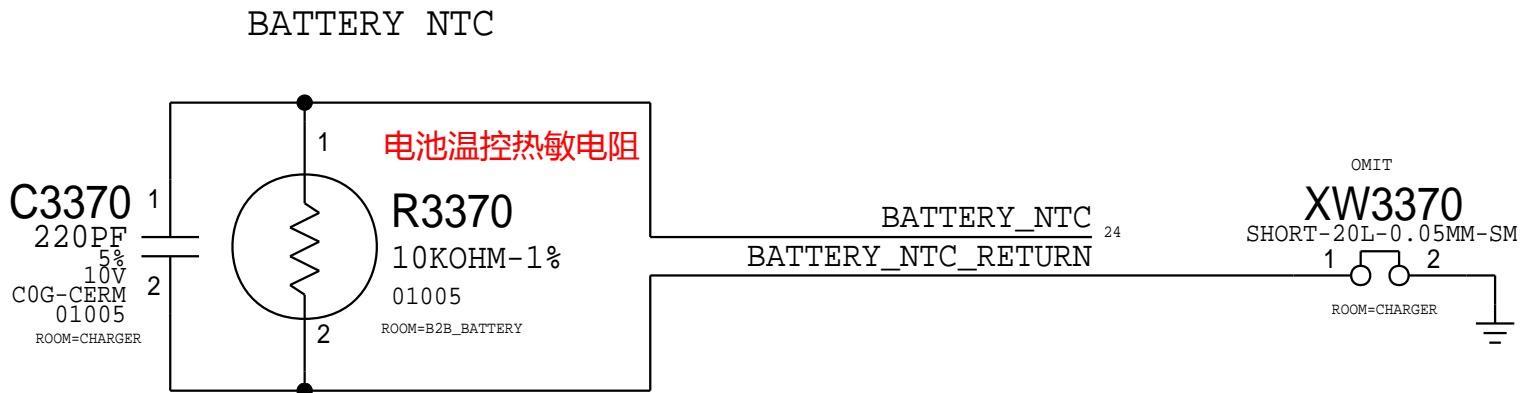 BATTERY NTC
1
电池温控热敏电阻
C3370
1
220PF
5%
10V
C0G-CERM
2
01005
ROOM=CHARGER
R3370
10KOHM-1%
01005
ROOM=B2B_BATTERY
2
BATTERY_NTC 24
BATTERY_NTC_RETURN
OMIT
XW3370
SHORT-20L-0.05MM-SM
1 2
ROOM=CHARGER